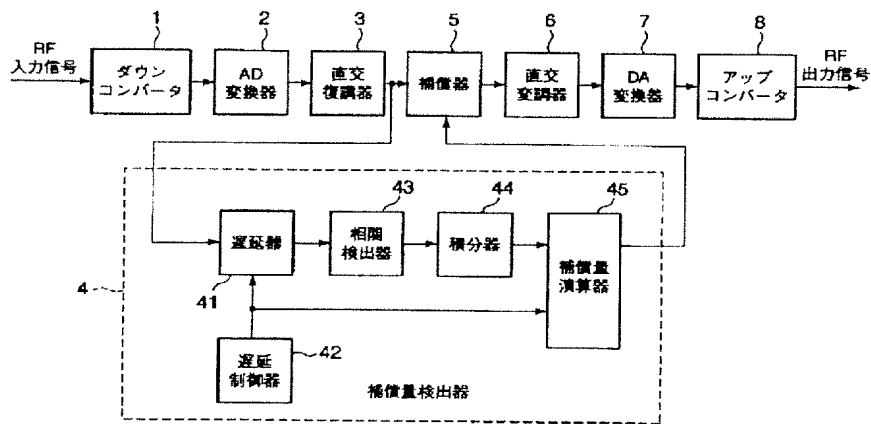 1
2
3
5
6
7
8
RF
入力信号
ダウン
コンバータ
AD
変換器
直交
復調器
補償器
直交
変調器
DA
変換器
アップ
コンバータ
RF
出力信号
43
44
45
遅延器
相関
検出器
積分器
補償量
演算器
4
41
42
遅延
制御器
補償量検出器